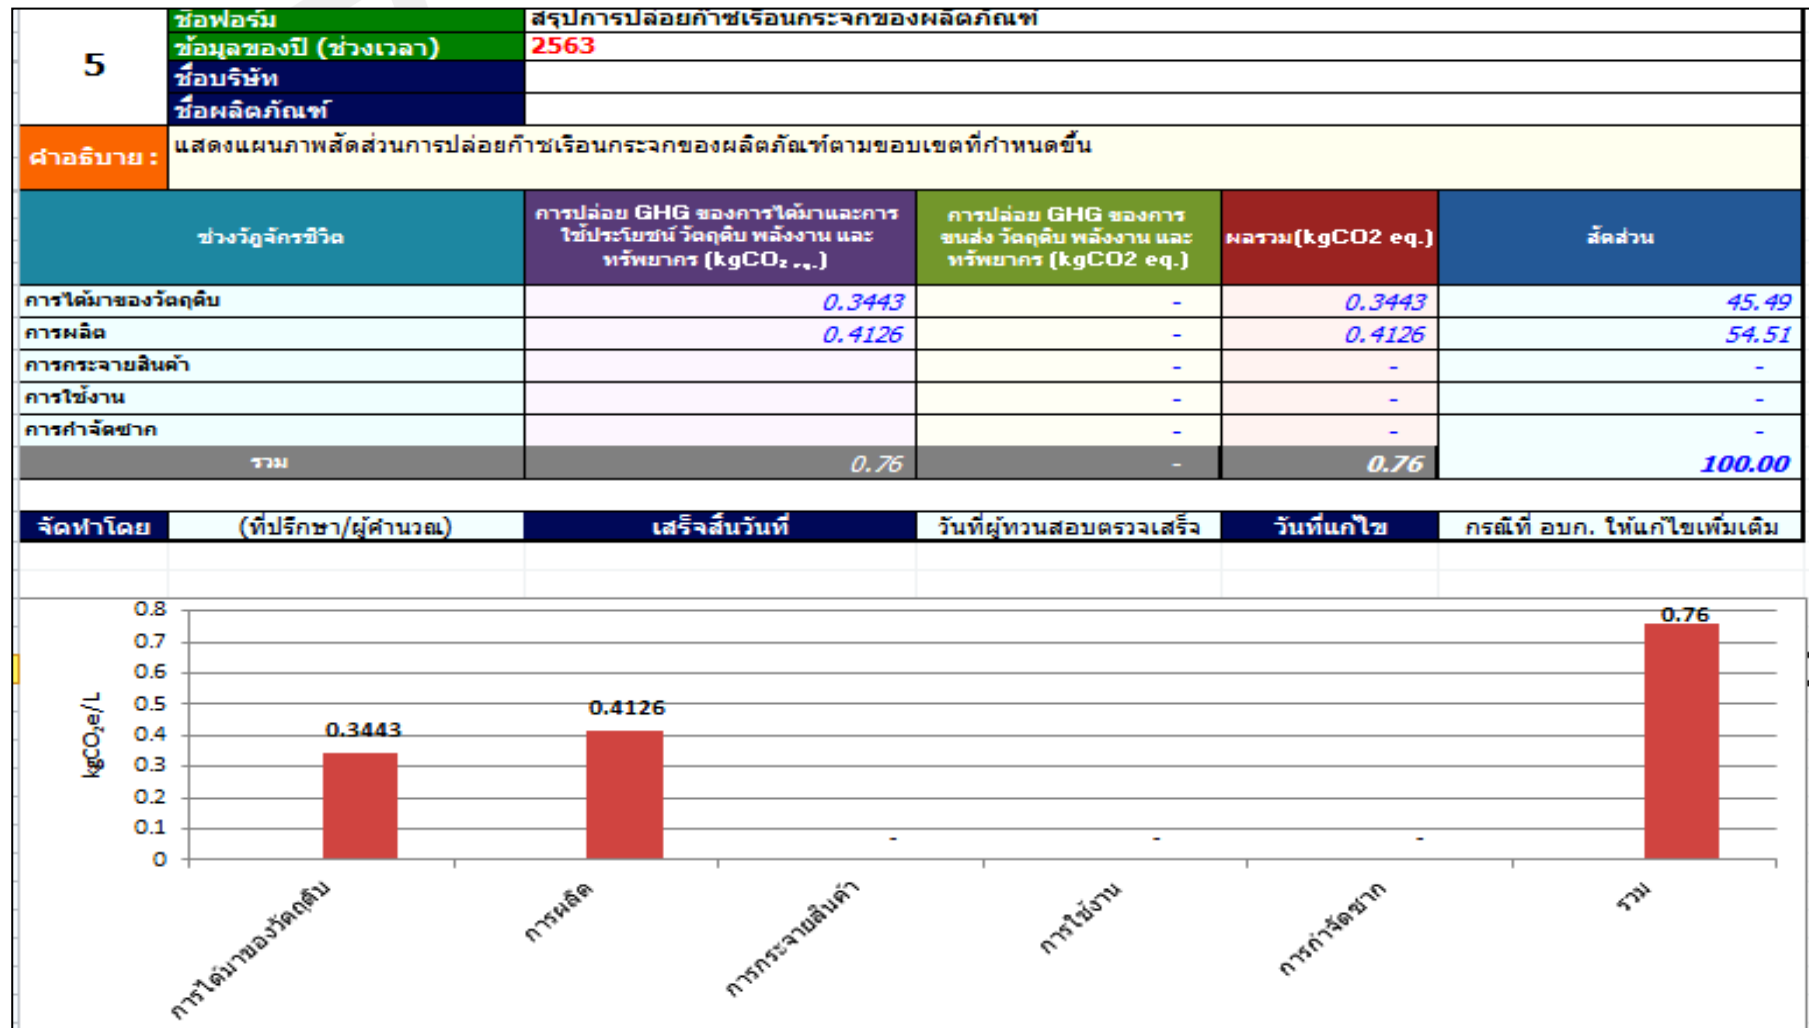 5
ชื่อฟอร์ม สรุปการปล่อยก๊าซเรือนกระจกของผลิตภัณฑ์
ข้อมูลของปี (ช่วงเวลา) 2563
ชื่อบริษัท
ชื่อผลิตภัณฑ์
คำอธิบาย : แสดงแผนภาพสัดส่วนการปล่อยก๊าซเรือนกระจกของผลิตภัณฑ์ตามขอบเขตที่กำหนดขึ้น
ช่วงวัฎจักรชีวิต
การปล่อย GHG ของการได้มาและการ
ใช้ประโยชน์ วัตถุดิบ พลังงาน และ
ทรัพยากร (kgCO₂ eq.)
การปล่อย GHG ของการ
ขนส่ง วัตถุดิบ พลังงาน และ
ทรัพยากร (kgCO2 eq.)
ผลรวม(kgCO2 eq.)
สัดส่วน
การได้มาของวัตถุดิบ 0.3443 - 0.3443 45.49
การผลิต 0.4126 - 0.4126 54.51
การกระจายสินค้า - - -
การใช้งาน - - -
การกำจัดซาก - - -
รวม 0.76 - 0.76 100.00
จัดทำโดย (ที่ปรึกษา/ผู้คำนวณ) เสร็จสิ้นวันที่ วันที่ผู้ทวนสอบตรวจเสร็จ วันที่แก้ไข กรณีที่ อบก. ให้แก้ไขเพิ่มเติม
kgCO₂e/L
0.8
0.7
0.6
0.5
0.4
0.3
0.2
0.1
0
0.3443
0.4126
-
-
-
0.76
การได้มาของวัตถุดิบ
การผลิต
การกระจายสินค้า
การใช้งาน
การกำจัดซาก
รวม